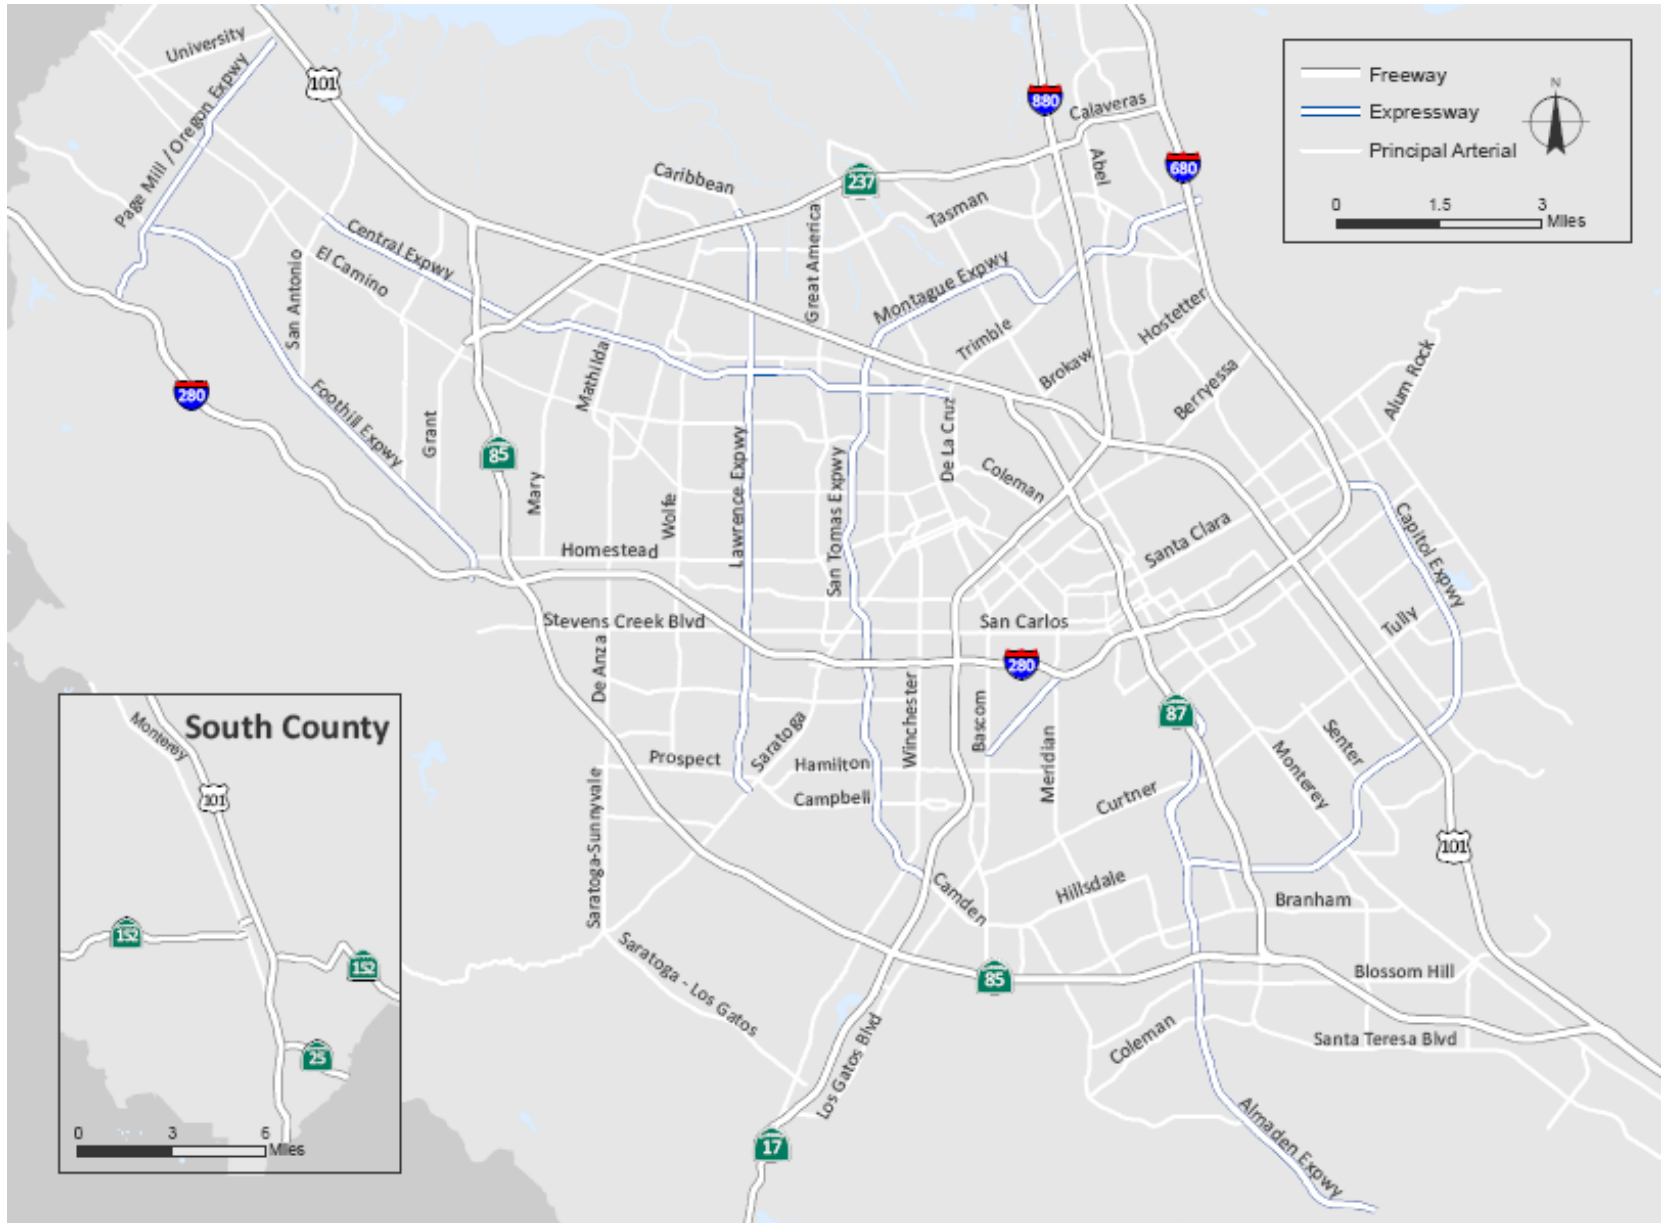 University
101
Page Mill / Oregon Expwy
880
Calaveras
Freeway
Expressway
Principal Arterial
N
0 1.5 3
Miles
Abel
680
Caribbean
237
Tasman
Great America
Central Expwy
El Camino
San Antonio
Montague Expwy
Trimble
Hostetter
Brokaw
Berryessa
Alum Rock
Mathilda
280
Foothill Expwy
Grant
85
Mary
Wolfe
Lawrence Expwy
San Tomas Expwy
De La Cruz
Coleman
Santa Clara
Capitol Expwy
Homestead
Stevens Creek Blvd
San Carlos
Tully
280
De Anza
Winchester
Bascom
Meridian
87
Saratoga
Prospect
Hamilton
Campbell
Curtner
Monterey
Senter
101
Saratoga-Sunnyvale
Camden
Hillsdale
Branham
Saratoga - Los Gatos
85
Blossom Hill
Coleman
Santa Teresa Blvd
Los Gatos Blvd
Almaden Expwy
17
South County
Monterey
101
152
152
25
0 3 6
Miles